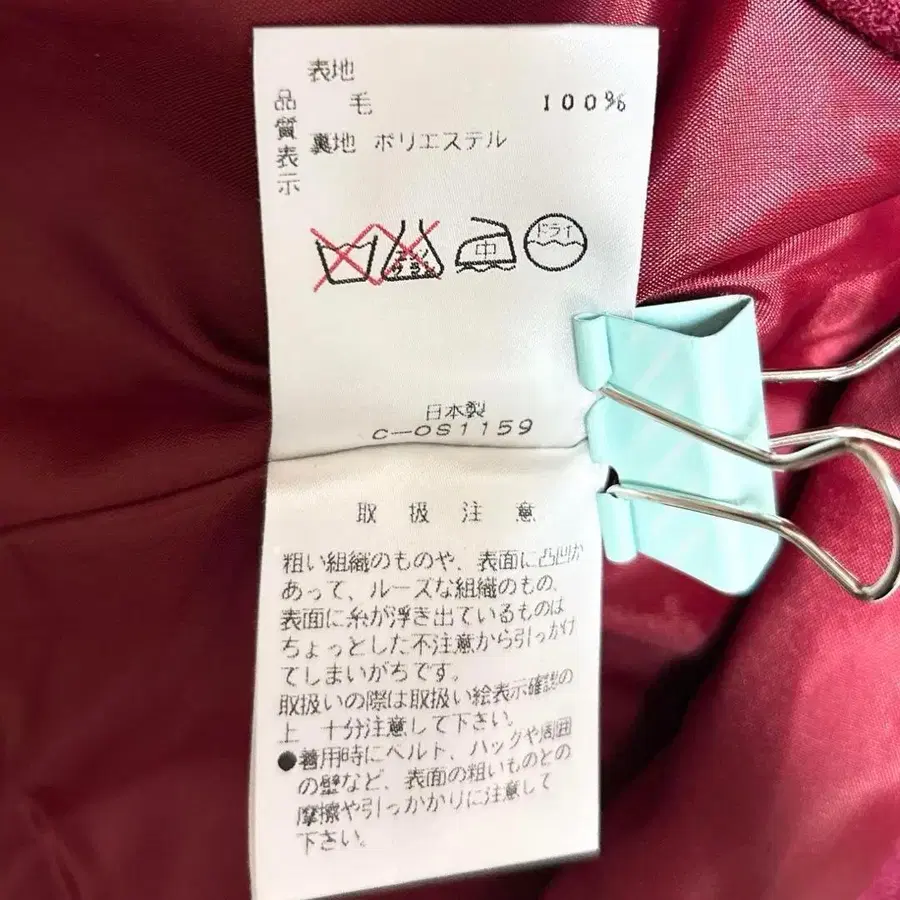 品質表示
表地
毛 100%
裏地 ポリエステル
エンソ
サラシ
中
ドライ
日本製
C-OS1159
取扱注意
粗い組織のものや、表面に凸凹が
あって、ルーズな組織のもの、
表面に糸が浮き出ているものは
ちょっとした不注意から引っかけ
てしまいがちです。
取扱いの際は取扱い絵表示確認の
上 十分注意して下さい。
●着用時にベルト、バックや周囲
の壁など、表面の粗いものとの
摩擦や引っかかりに注意して
下さい。